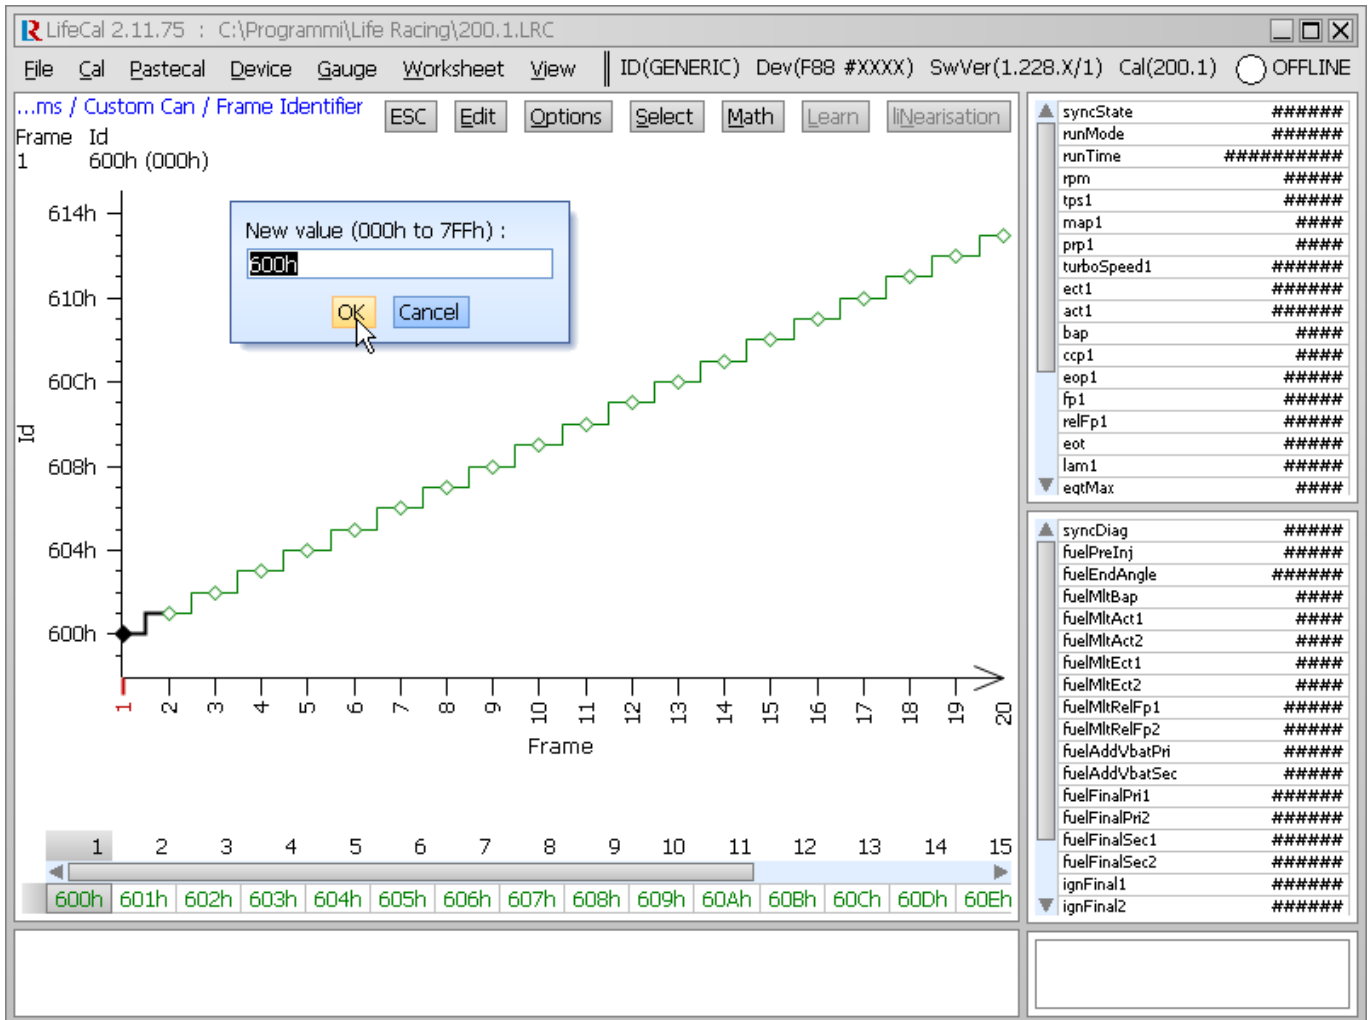 LifeCal 2.11.75 : C:\Programmi\Life Racing\200.1.LRC
File Cal Pastecal Device Gauge Worksheet View ID(GENERIC) Dev(F88 #XXXX) SwVer(1.228.X/1) Cal(200.1) OFFLINE
...ms / Custom Can / Frame Identifier
ESC Edit Options Select Math Learn liNearisation
Frame Id
1 600h (000h)
New value (000h to 7FFh) :
600h
OK Cancel
614h
610h
60Ch
608h
604h
600h
Id
1 2 3 4 5 6 7 8 9 10 11 12 13 14 15 16 17 18 19 20
Frame
1 2 3 4 5 6 7 8 9 10 11 12 13 14 15
600h 601h 602h 603h 604h 605h 606h 607h 608h 609h 60Ah 60Bh 60Ch 60Dh 60Eh
syncState ######
runMode ######
runTime ##########
rpm #####
tps1 #####
map1 ####
prp1 ####
turboSpeed1 ######
ect1 ######
act1 ######
bap ####
ccp1 ####
eop1 #####
fp1 #####
relFp1 #####
eot #####
lam1 #####
eqtMax ####
syncDiag #####
fuelPreInj #####
fuelEndAngle ######
fuelMltBap ####
fuelMltAct1 ####
fuelMltAct2 ####
fuelMltEct1 ####
fuelMltEct2 ####
fuelMltRelFp1 #####
fuelMltRelFp2 #####
fuelAddVbatPri #####
fuelAddVbatSec #####
fuelFinalPri1 ######
fuelFinalPri2 ######
fuelFinalSec1 ######
fuelFinalSec2 ######
ignFinal1 ######
ignFinal2 ######